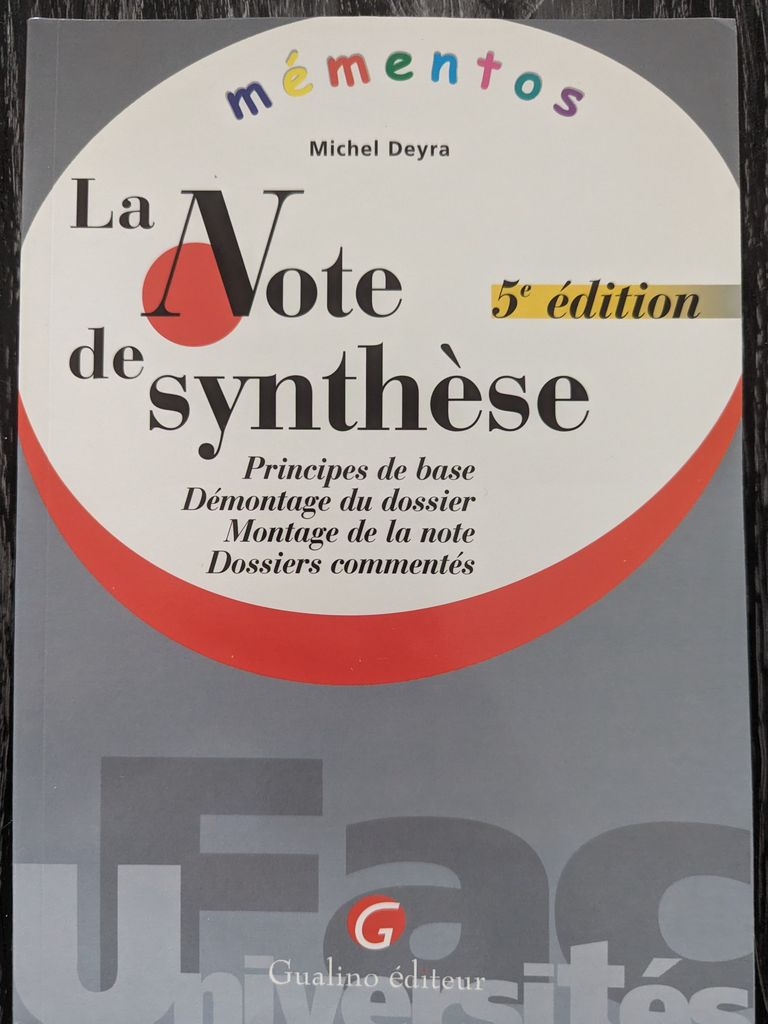 mémentos
Michel Deyra
La Note
5e édition
de synthèse
Principes de base
Démontage du dossier
Montage de la note
Dossiers commentés
Fac
Universités
G
Gualino éditeur